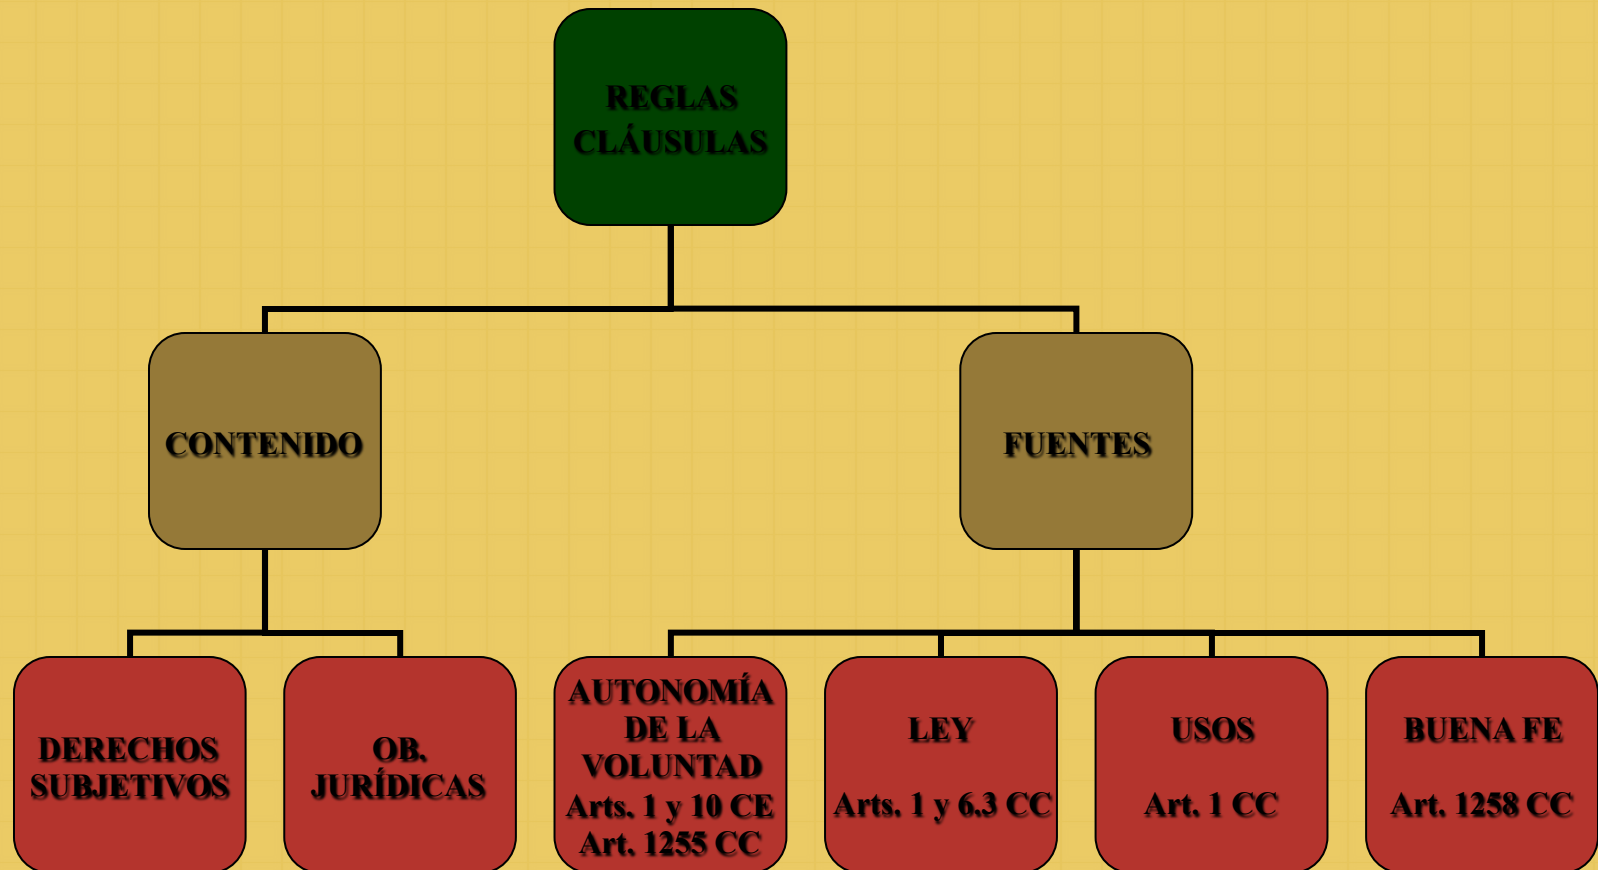 REGLAS
CLÁUSULAS
CONTENIDO
FUENTES
DERECHOS
SUBJETIVOS
OB.
JURÍDICAS
AUTONOMÍA
DE LA
VOLUNTAD
Arts. 1 y 10 CE
Art. 1255 CC
LEY
Arts. 1 y 6.3 CC
USOS
Art. 1 CC
BUENA FE
Art. 1258 CC